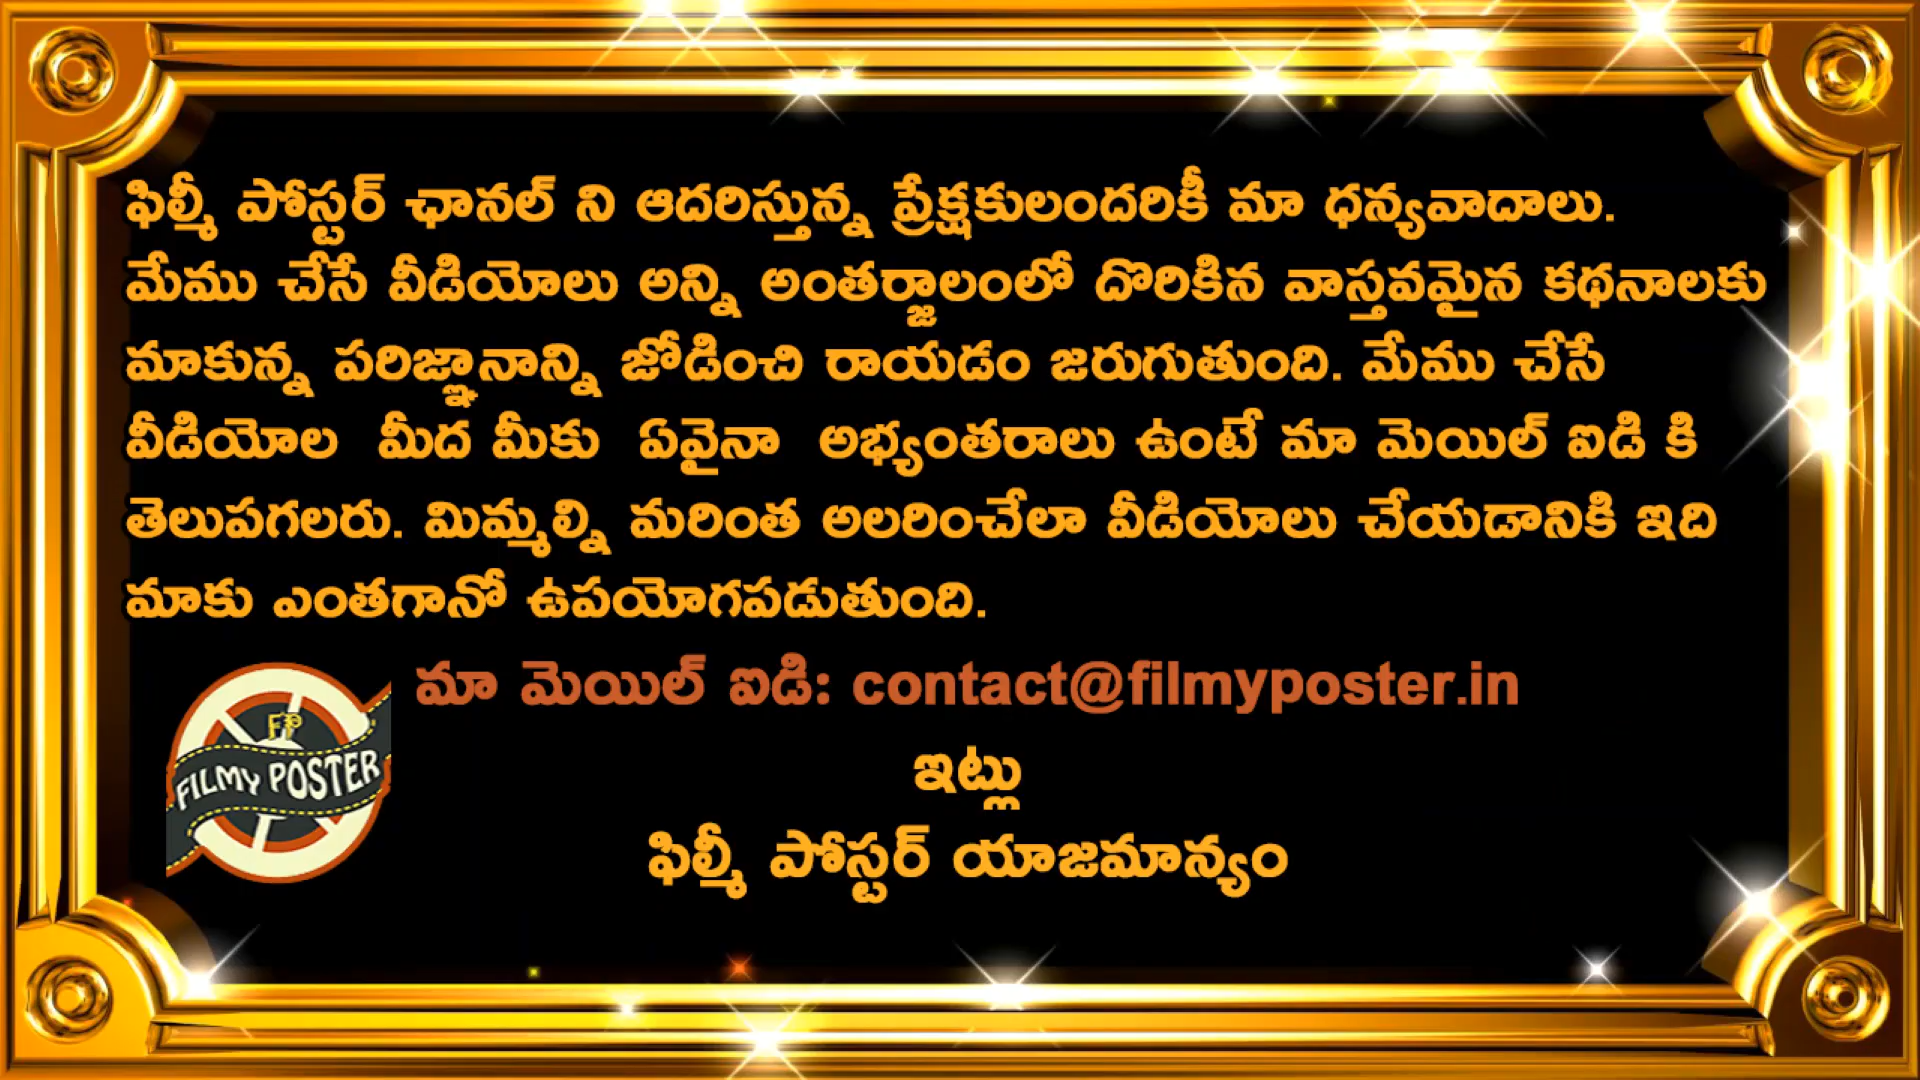 ఫిల్మీ పోస్టర్ ఛానల్ ని ఆదరిస్తున్న ప్రేక్షకులందరికీ మా ధన్యవాదాలు.
మేము చేసే వీడియోలు అన్ని అంతర్జాలంలో దొరికిన వాస్తవమైన కథనాలకు
మాకున్న పరిజ్ఞానాన్ని జోడించి రాయడం జరుగుతుంది. మేము చేసే
వీడియోల మీద మీకు ఏవైనా అభ్యంతరాలు ఉంటే మా మెయిల్ ఐడి కి
తెలుపగలరు. మిమ్మల్ని మరింత అలరించేలా వీడియోలు చేయడానికి ఇది
మాకు ఎంతగానో ఉపయోగపడుతుంది.
మా మెయిల్ ఐడి: contact@filmyposter.in
FP
FILMY POSTER
ఇట్లు
ఫిల్మీ పోస్టర్ యాజమాన్యం